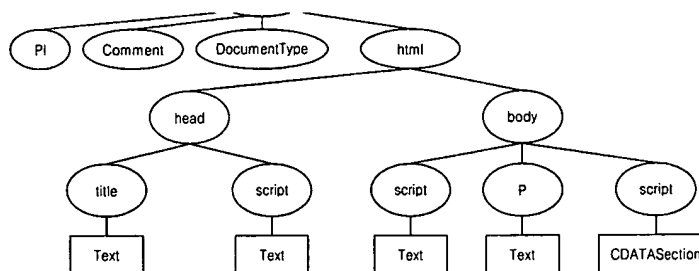 PI Comment DocumentType html
head body
title script script P script
Text Text Text Text CDATASection